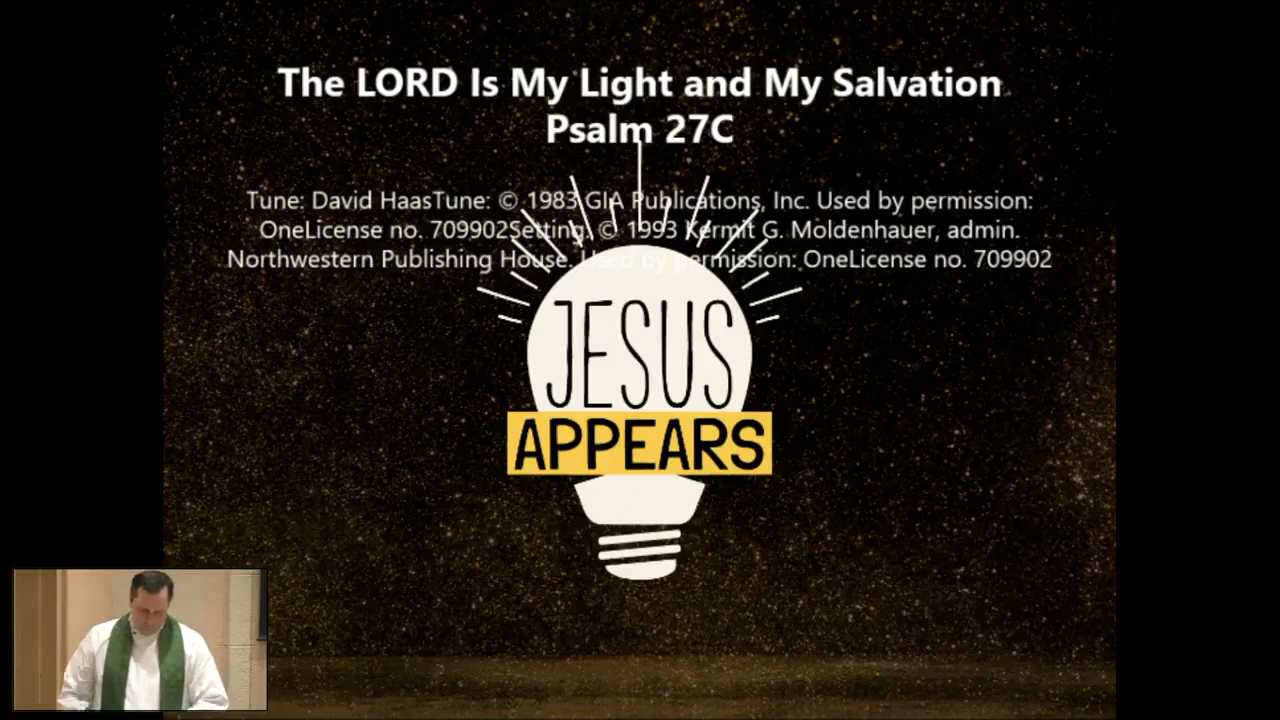 The LORD Is My Light and My Salvation
Psalm 27C
Tune: David HaasTune: © 1983 GIA Publications, Inc. Used by permission:
OneLicense no. 709902Setting: © 1993 Kermit G. Moldenhauer, admin.
Northwestern Publishing House. Used by permission: OneLicense no. 709902
JESUS
APPEARS